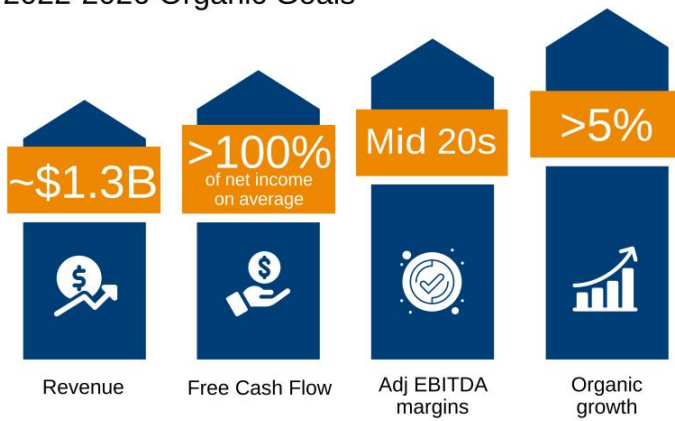 Organic Goals
~$1.3B
>100%
of net income
on average
Mid 20s
>5%
Revenue
Free Cash Flow
Adj EBITDA
margins
Organic
growth